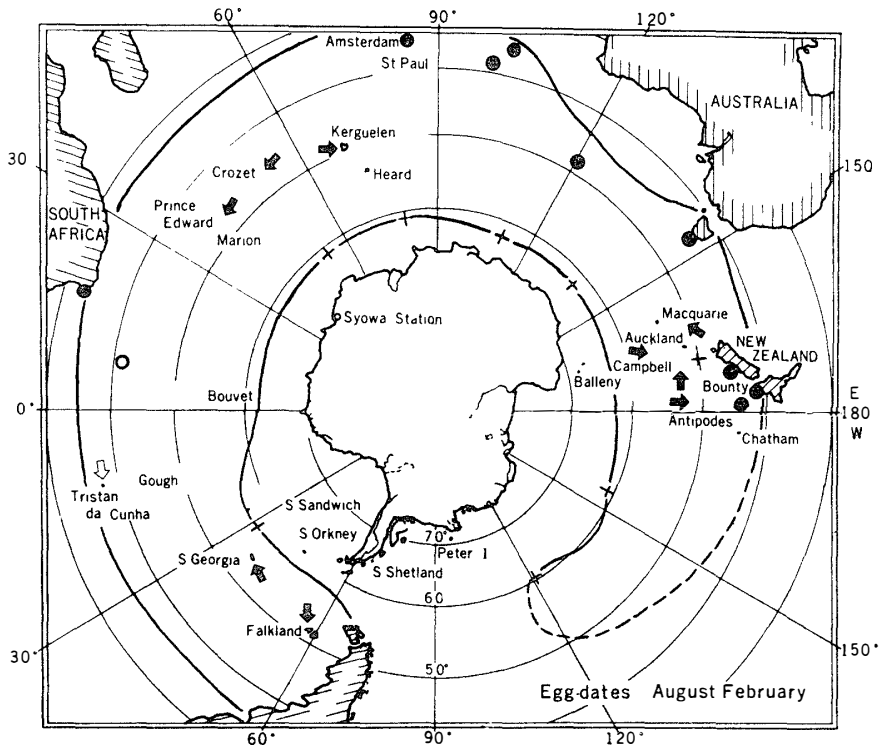 60°
90°
120°
Amsterdam
St Paul
AUSTRALIA
Kerguelen
30
150
Crozet
Heard
Prince
Edward
SOUTH
AFRICA
Marion
Macquarie
Syowa Station
Auckland
NEW
ZEALAND
Campbell
Balleny
Bounty
Bouvet
0°
E
180
W
Antipodes
Chatham
Gough
Tristan
da Cunha
S Sandwich
S Orkney
70°
Peter I
S Georgia
S Shetland
60
Falkland
30°
150°
50°
Egg-dates August February
60°
90°
120°